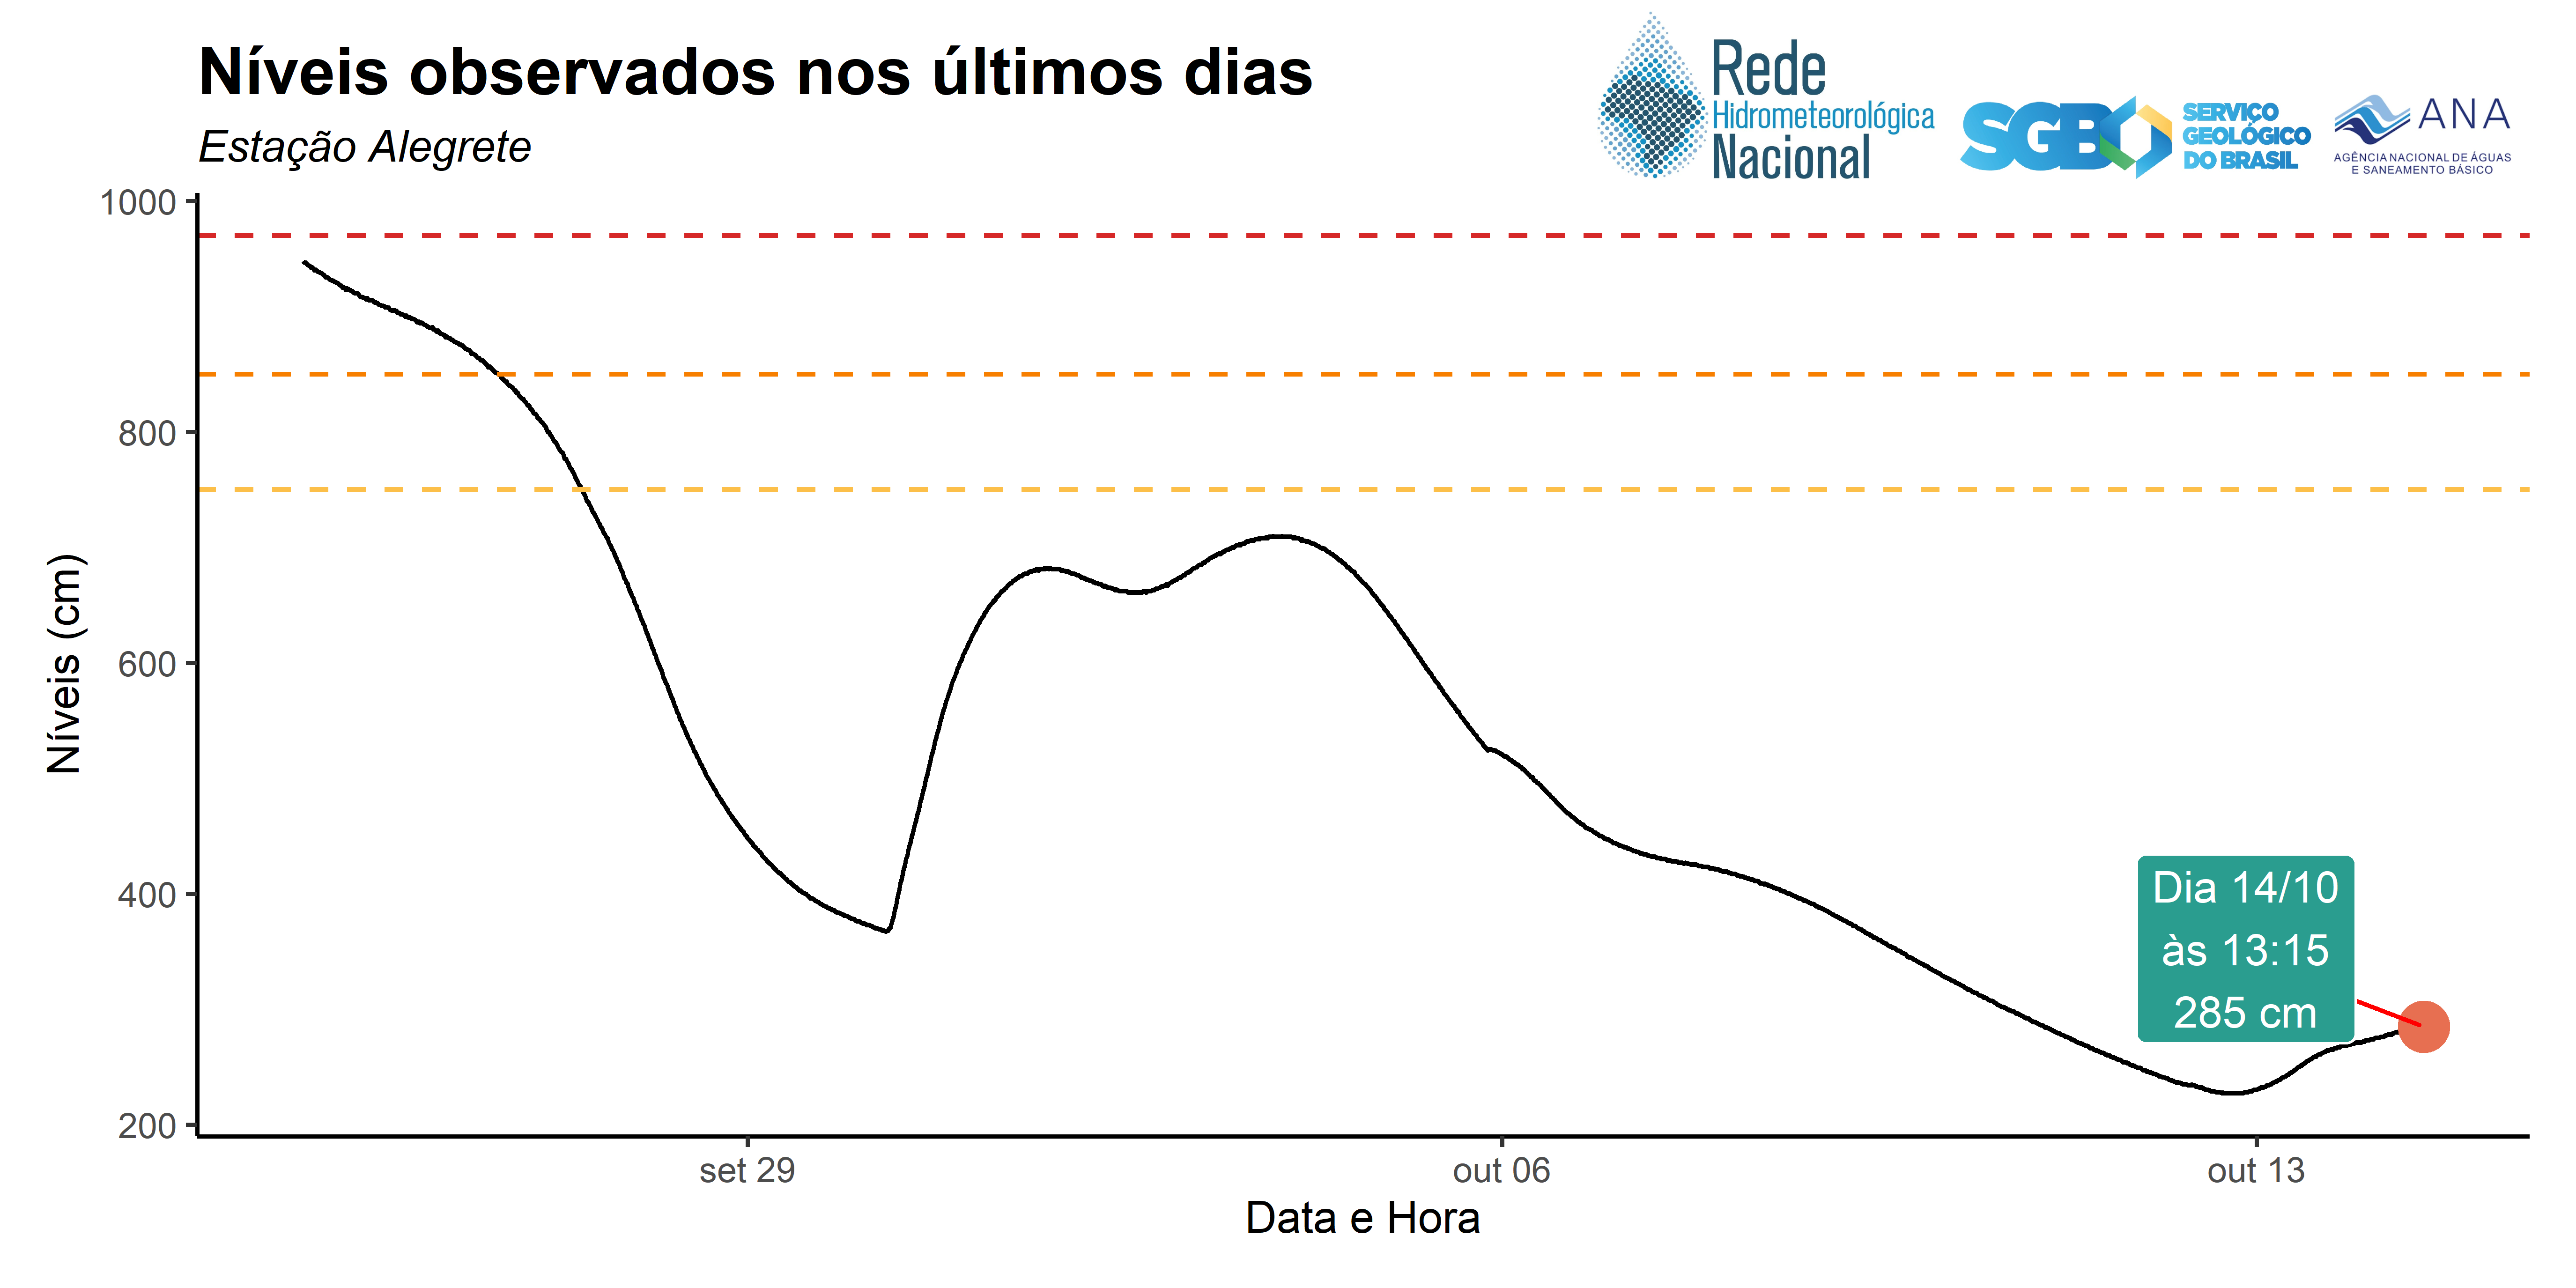 Níveis observados nos últimos dias
Estação Alegrete
Rede
Hidrometeorológica
Nacional
SGB
SERVIÇO
GEOLÓGICO
DO BRASIL
ANA
AGÊNCIA NACIONAL DE ÁGUAS
E SANEAMENTO BÁSICO
1000
800
600
400
200
Níveis (cm)
Dia 14/10
às 13:15
285 cm
set 29
out 06
out 13
Data e Hora